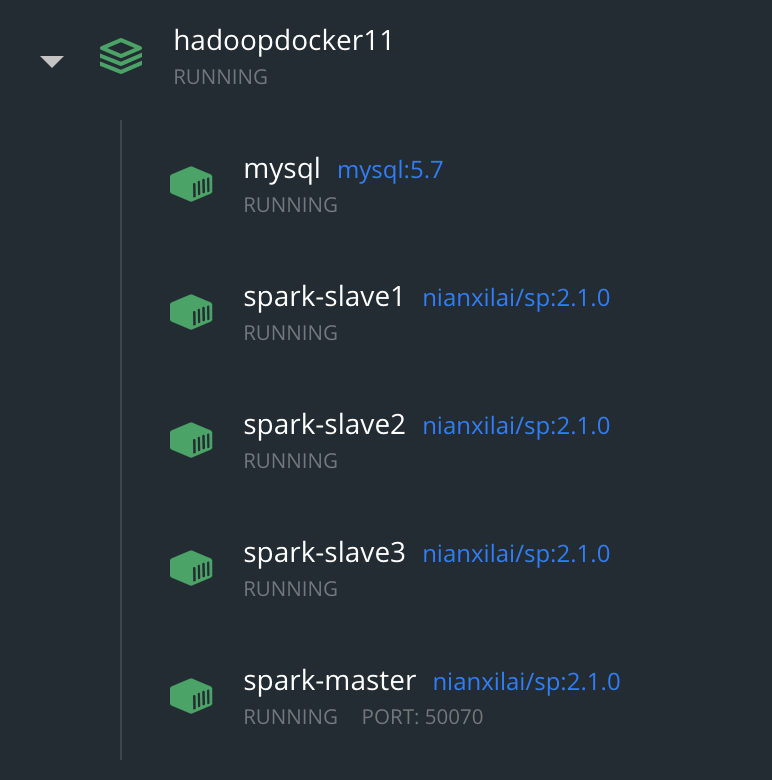 hadoopdocker11
RUNNING
mysql mysql:5.7
RUNNING
spark-slave1 nianxilai/sp:2.1.0
RUNNING
spark-slave2 nianxilai/sp:2.1.0
RUNNING
spark-slave3 nianxilai/sp:2.1.0
RUNNING
spark-master nianxilai/sp:2.1.0
RUNNING PORT: 50070